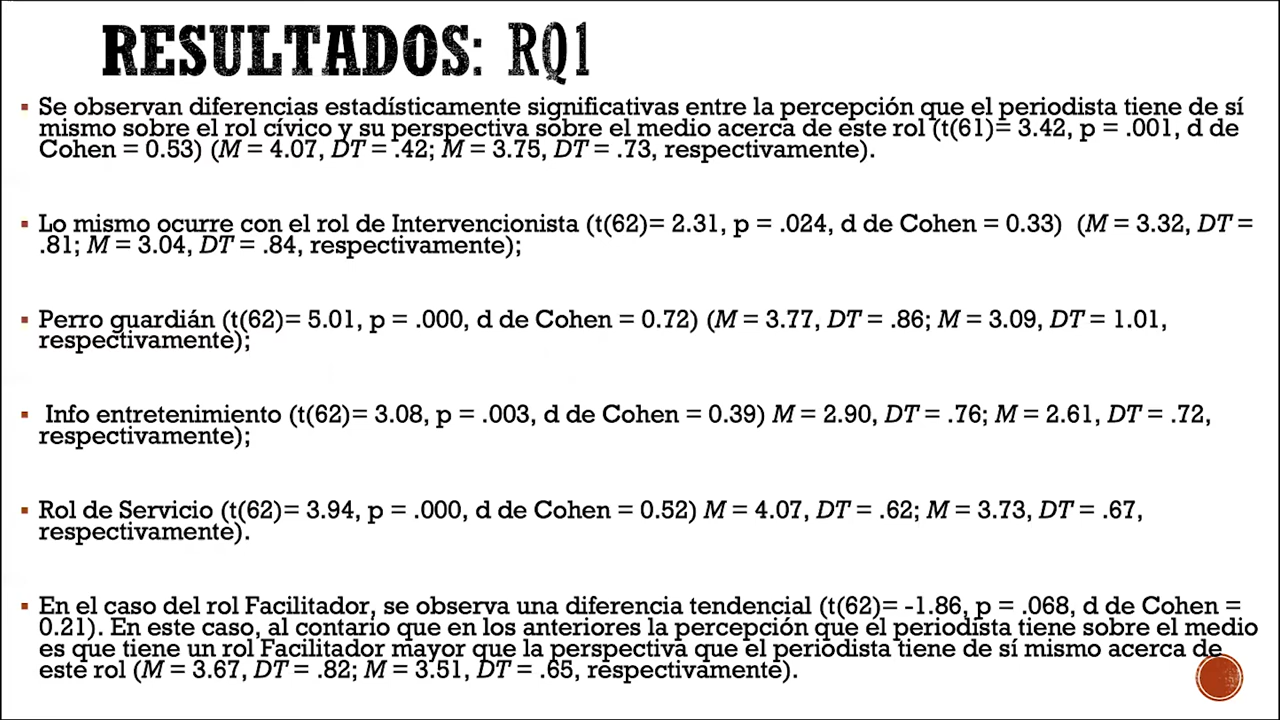 RESULTADOS: RQ1
▪ Se observan diferencias estadísticamente significativas entre la percepción que el periodista tiene de sí
mismo sobre el rol cívico y su perspectiva sobre el medio acerca de este rol (t(61)= 3.42, p = .001, d de
Cohen = 0.53) (M = 4.07, DT = .42; M = 3.75, DT = .73, respectivamente).
▪ Lo mismo ocurre con el rol de Intervencionista (t(62)= 2.31, p = .024, d de Cohen = 0.33) (M = 3.32, DT =
.81; M = 3.04, DT = .84, respectivamente);
▪ Perro guardián (t(62)= 5.01, p = .000, d de Cohen = 0.72) (M = 3.77, DT = .86; M = 3.09, DT = 1.01,
respectivamente);
▪ Info entretenimiento (t(62)= 3.08, p = .003, d de Cohen = 0.39) M = 2.90, DT = .76; M = 2.61, DT = .72,
respectivamente);
▪ Rol de Servicio (t(62)= 3.94, p = .000, d de Cohen = 0.52) M = 4.07, DT = .62; M = 3.73, DT = .67,
respectivamente).
▪ En el caso del rol Facilitador, se observa una diferencia tendencial (t(62)= -1.86, p = .068, d de Cohen =
0.21). En este caso, al contario que en los anteriores la percepción que el periodista tiene sobre el medio
es que tiene un rol Facilitador mayor que la perspectiva que el periodista tiene de sí mismo acerca de
este rol (M = 3.67, DT = .82; M = 3.51, DT = .65, respectivamente).